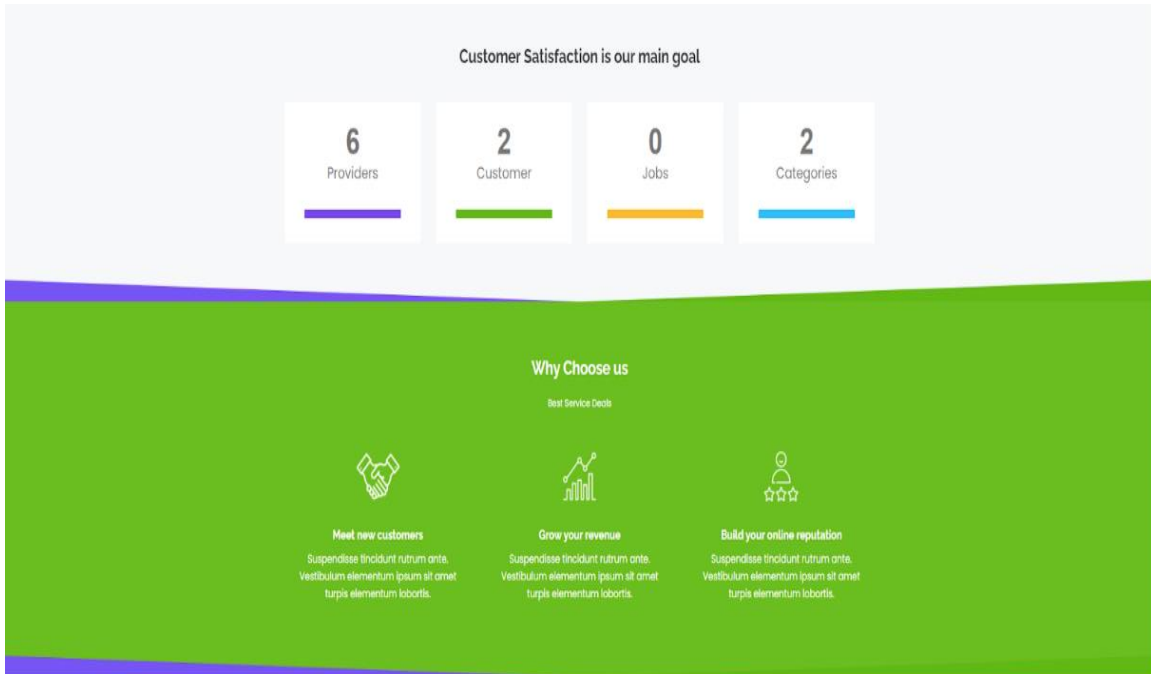 Customer Satisfaction is our main goal
6
Providers
2
Customer
0
Jobs
2
Categories
Why Choose us
Best Service Deals
Meet new customers
Suspendisse tincidunt rutrum ante.
Vestibulum elementum ipsum sit amet
turpis elementum lobortis.
Grow your revenue
Suspendisse tincidunt rutrum ante.
Vestibulum elementum ipsum sit amet
turpis elementum lobortis.
Build your online reputation
Suspendisse tincidunt rutrum ante.
Vestibulum elementum ipsum sit amet
turpis elementum lobortis.